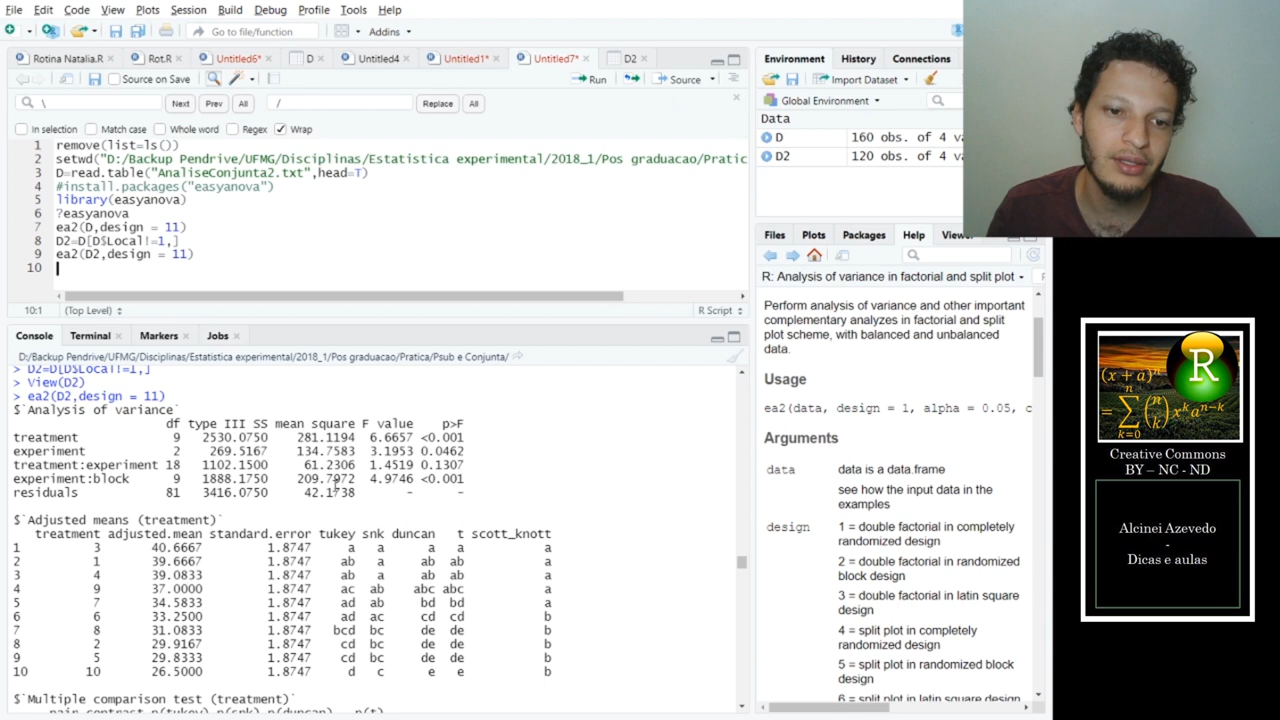 File Edit Code View Plots Session Build Debug Profile Tools Help
Go to file/function Addins
Rotina Natalia.R Rot.R Untitled6* D Untitled4 Untitled1* Untitled7* D2
Source on Save Run Source
\ Next Prev All / Replace All
In selection Match case Whole word Regex Wrap
1 remove(list=ls())
2 setwd("D:/Backup Pendrive/UFMG/Disciplinas/Estatistica experimental/2018_1/Pos graduacao/Pratic
3 D=read.table("AnaliseConjunta2.txt",head=T)
4 #install.packages("easyanova")
5 library(easyanova)
6 ?easyanova
7 ea2(D,design = 11)
8 D2=D[D$Local!=1,]
9 ea2(D2,design = 11)
10
10:1 (Top Level) R Script
Console Terminal Markers Jobs
D:/Backup Pendrive/UFMG/Disciplinas/Estatistica experimental/2018_1/Pos graduacao/Pratica/Psub e Conjunta/
> D2=D[D$Local!=1,]
> View(D2)
> ea2(D2,design = 11)
$`Analysis of variance`
df type III SS mean square F value p>F
treatment 9 2530.0750 281.1194 6.6657 <0.001
experiment 2 269.5167 134.7583 3.1953 0.0462
treatment:experiment 18 1102.1500 61.2306 1.4519 0.1307
experiment:block 9 1888.1750 209.7972 4.9746 <0.001
residuals 81 3416.0750 42.1738 - -
$`Adjusted means (treatment)`
treatment adjusted.mean standard.error tukey snk duncan t scott_knott
1 3 40.6667 1.8747 a a a a a
2 1 39.6667 1.8747 ab a ab ab a
3 4 39.0833 1.8747 ab a ab ab a
4 9 37.0000 1.8747 ac ab abc abc a
5 7 34.5833 1.8747 ad ab bd bd a
6 6 33.2500 1.8747 ad ac cd cd b
7 8 31.0833 1.8747 bcd bc de de b
8 2 29.9167 1.8747 cd bc de de b
9 5 29.8333 1.8747 cd bc de de b
10 10 26.5000 1.8747 d c e e b
$`Multiple comparison test (treatment)`
pair contrast p(tukey) p(snk) p(duncan) p(t)
Environment History Connections
Import Dataset
Global Environment
Data
D 160 obs. of 4 va
D2 120 obs. of 4 va
Files Plots Packages Help Viewer
R: Analysis of variance in factorial and split plot
Perform analysis of variance and other important
complementary analyzes in factorial and split
plot scheme, with balanced and unbalanced
data.
Usage
ea2(data, design = 1, alpha = 0.05, c
Arguments
data data is a data.frame
see how the input data in the
examples
design 1 = double factorial in completely
randomized design
2 = double factorial in randomized
block design
3 = double factorial in latin square
design
4 = split plot in completely
randomized design
5 = split plot in randomized block
design
6 = split plot in latin square design
R
(x + a)^n
= ∑ k=0 n (n k) x^k a^n−k
Creative Commons
BY – NC - ND
Alcinei Azevedo
-
Dicas e aulas